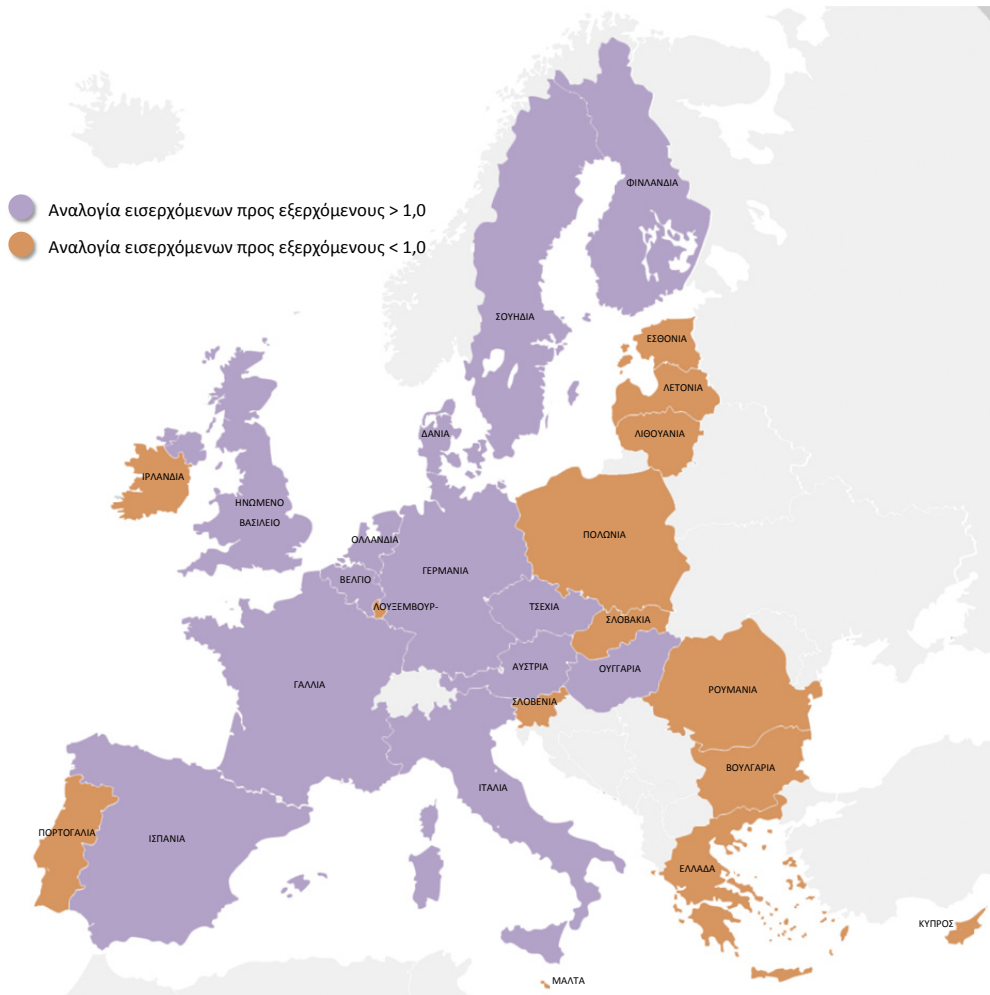 Αναλογία εισερχόμενων προς εξερχόμενους > 1,0
Αναλογία εισερχόμενων προς εξερχόμενους < 1,0
ΦΙΝΛΑΝΔΙΑ
ΣΟΥΗΔΙΑ
ΕΣΘΟΝΙΑ
ΛΕΤΟΝΙΑ
ΛΙΘΟΥΑΝΙΑ
ΔΑΝΙΑ
ΙΡΛΑΝΔΙΑ
ΗΝΩΜΕΝΟ
ΒΑΣΙΛΕΙΟ
ΟΛΛΑΝΔΙΑ
ΠΟΛΩΝΙΑ
ΒΕΛΓΙΟ
ΓΕΡΜΑΝΙΑ
ΛΟΥΞΕΜΒΟΥΡ-
ΤΣΕΧΙΑ
ΣΛΟΒΑΚΙΑ
ΑΥΣΤΡΙΑ
ΟΥΓΓΑΡΙΑ
ΓΑΛΛΙΑ
ΣΛΟΒΕΝΙΑ
ΡΟΥΜΑΝΙΑ
ΒΟΥΛΓΑΡΙΑ
ΙΤΑΛΙΑ
ΠΟΡΤΟΓΑΛΙΑ
ΙΣΠΑΝΙΑ
ΕΛΛΑΔΑ
ΚΥΠΡΟΣ
ΜΑΛΤΑ